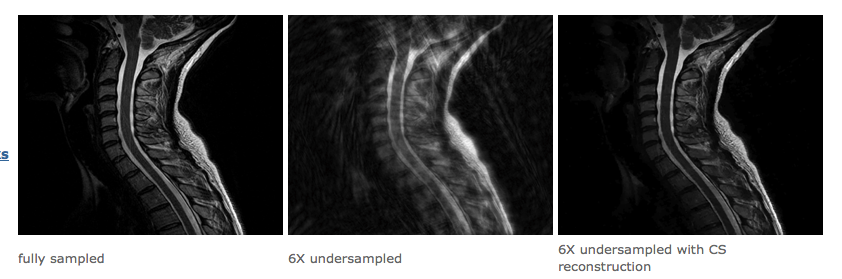 fully sampled
6X undersampled
6X undersampled with CS
reconstruction